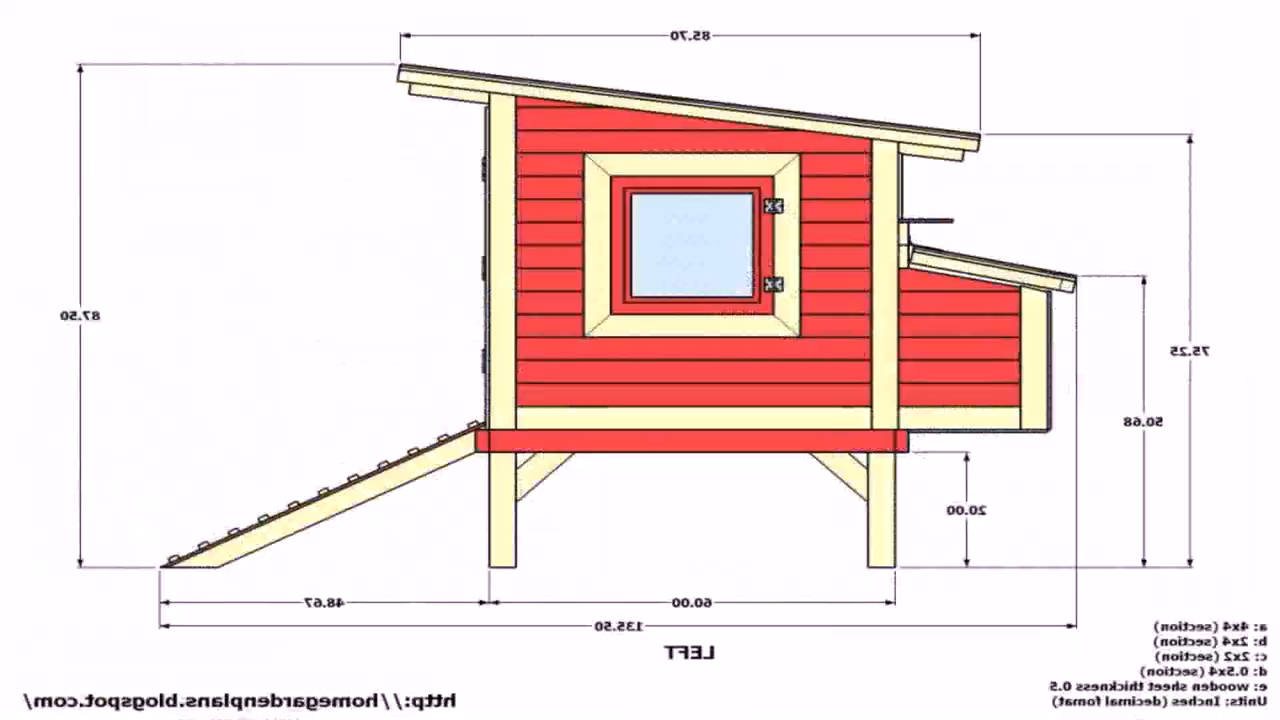 85.70
87.50
75.25
50.68
20.00
48.67
60.00
135.50
LEFT
a: 4x4 (section)
b: 2x4 (section)
c: 2x2 (section)
d: 0.5x4 (section)
e: wooden sheet thickness 0.5
Units: Inches (decimal fomat)
http://homegardenplans.blogspot.com/